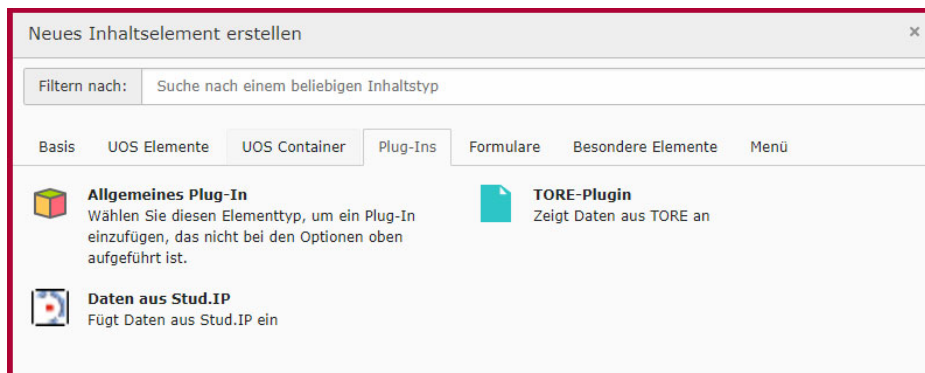 Neues Inhaltselement erstellen ×
Filtern nach: Suche nach einem beliebigen Inhaltstyp
Basis UOS Elemente UOS Container Plug-Ins Formulare Besondere Elemente Menü
Allgemeines Plug-In
Wählen Sie diesen Elementtyp, um ein Plug-In
einzufügen, das nicht bei den Optionen oben
aufgeführt ist.
TORE-Plugin
Zeigt Daten aus TORE an
Daten aus Stud.IP
Fügt Daten aus Stud.IP ein